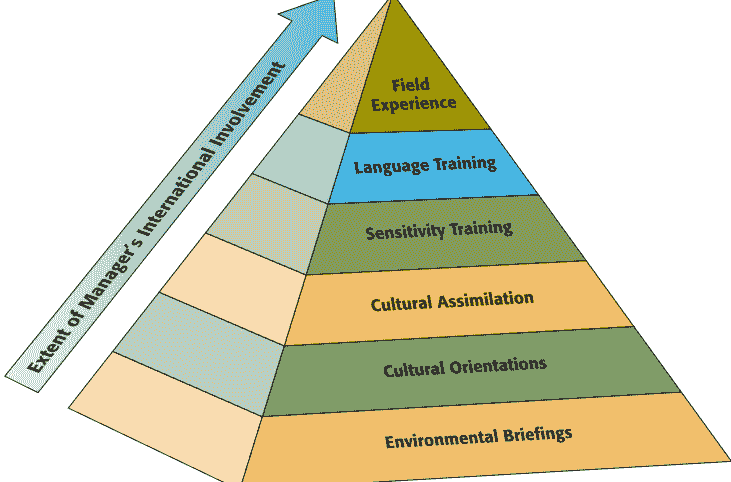 Extent of Manager's International Involvement
Field
Experience
Language Training
Sensitivity Training
Cultural Assimilation
Cultural Orientations
Environmental Briefings